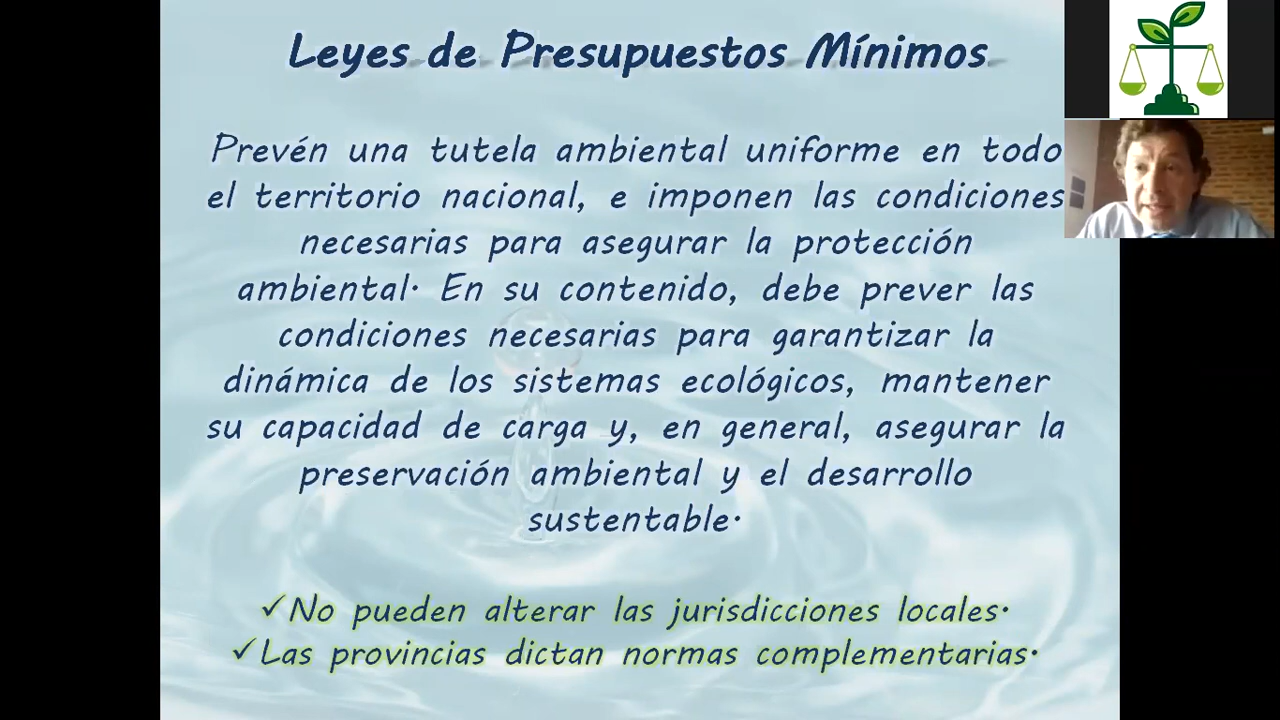 Leyes de Presupuestos Mínimos
Prevén una tutela ambiental uniforme en todo
el territorio nacional, e imponen las condiciones
necesarias para asegurar la protección
ambiental. En su contenido, debe prever las
condiciones necesarias para garantizar la
dinámica de los sistemas ecológicos, mantener
su capacidad de carga y, en general, asegurar la
preservación ambiental y el desarrollo
sustentable.
✓No pueden alterar las jurisdicciones locales.
✓Las provincias dictan normas complementarias.